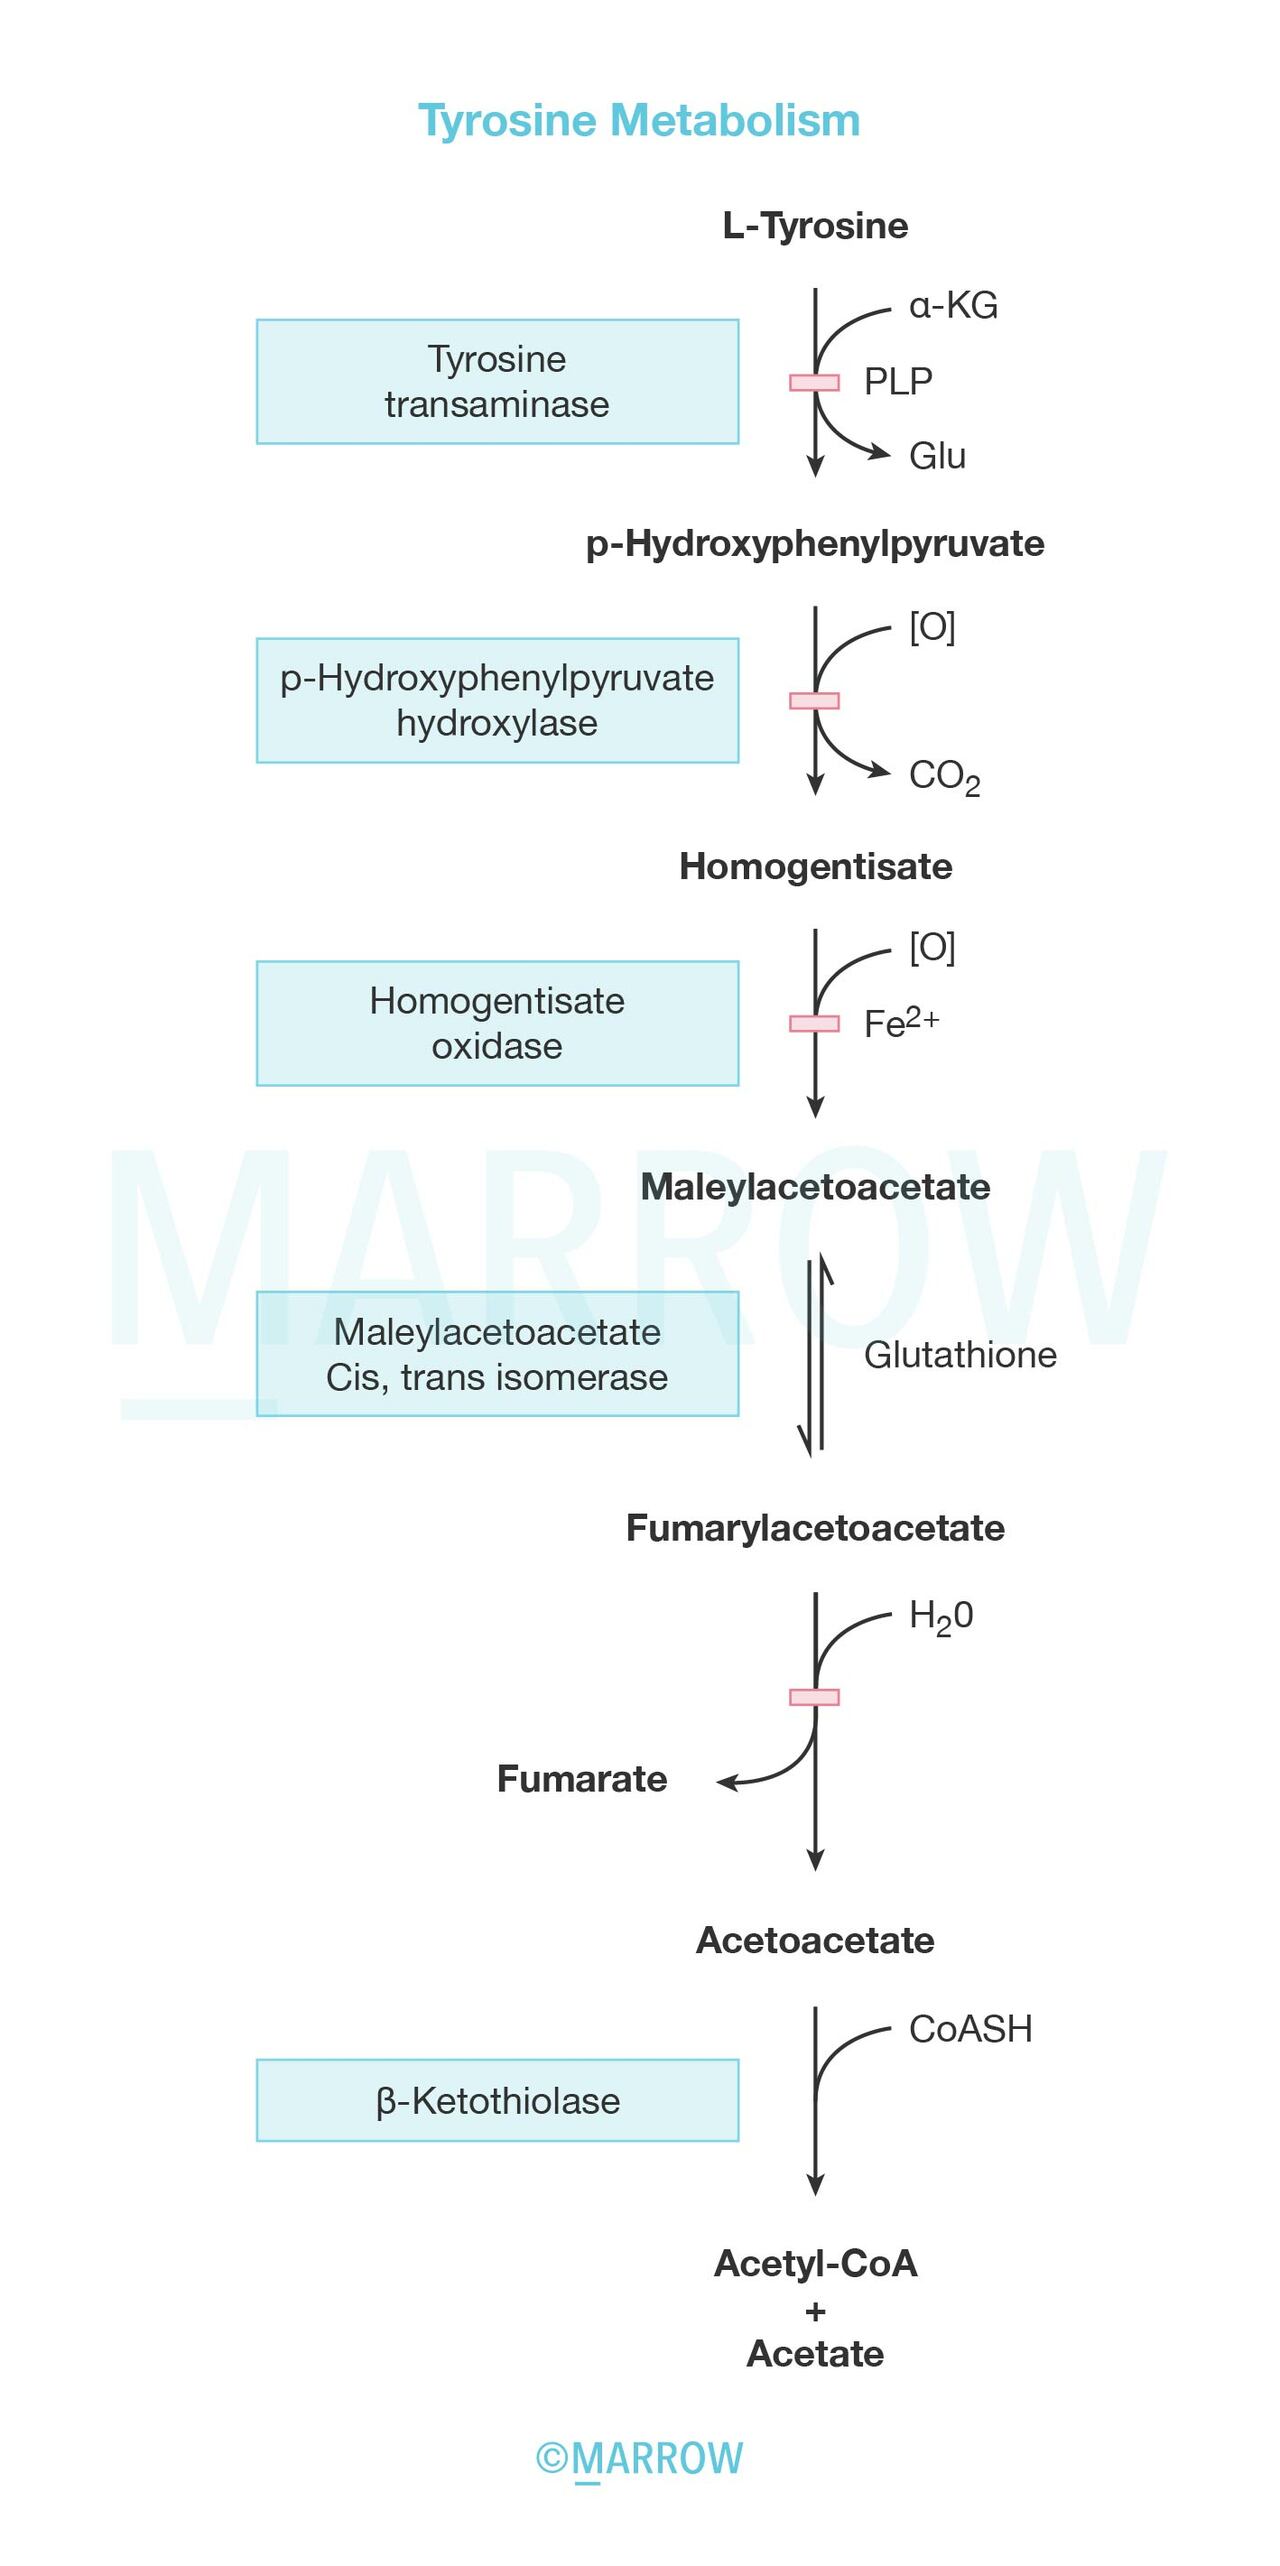 Tyrosine Metabolism
L-Tyrosine
α-KG
Tyrosine
transaminase
PLP
Glu
p-Hydroxyphenylpyruvate
[O]
p-Hydroxyphenylpyruvate
hydroxylase
CO₂
Homogentisate
[O]
Homogentisate
oxidase
Fe²⁺
MARROW
Maleylacetoacetate
Maleylacetoacetate
Cis, trans isomerase
Glutathione
Fumarylacetoacetate
H₂0
Fumarate
Acetoacetate
CoASH
β-Ketothiolase
Acetyl-CoA
+
Acetate
©MARROW